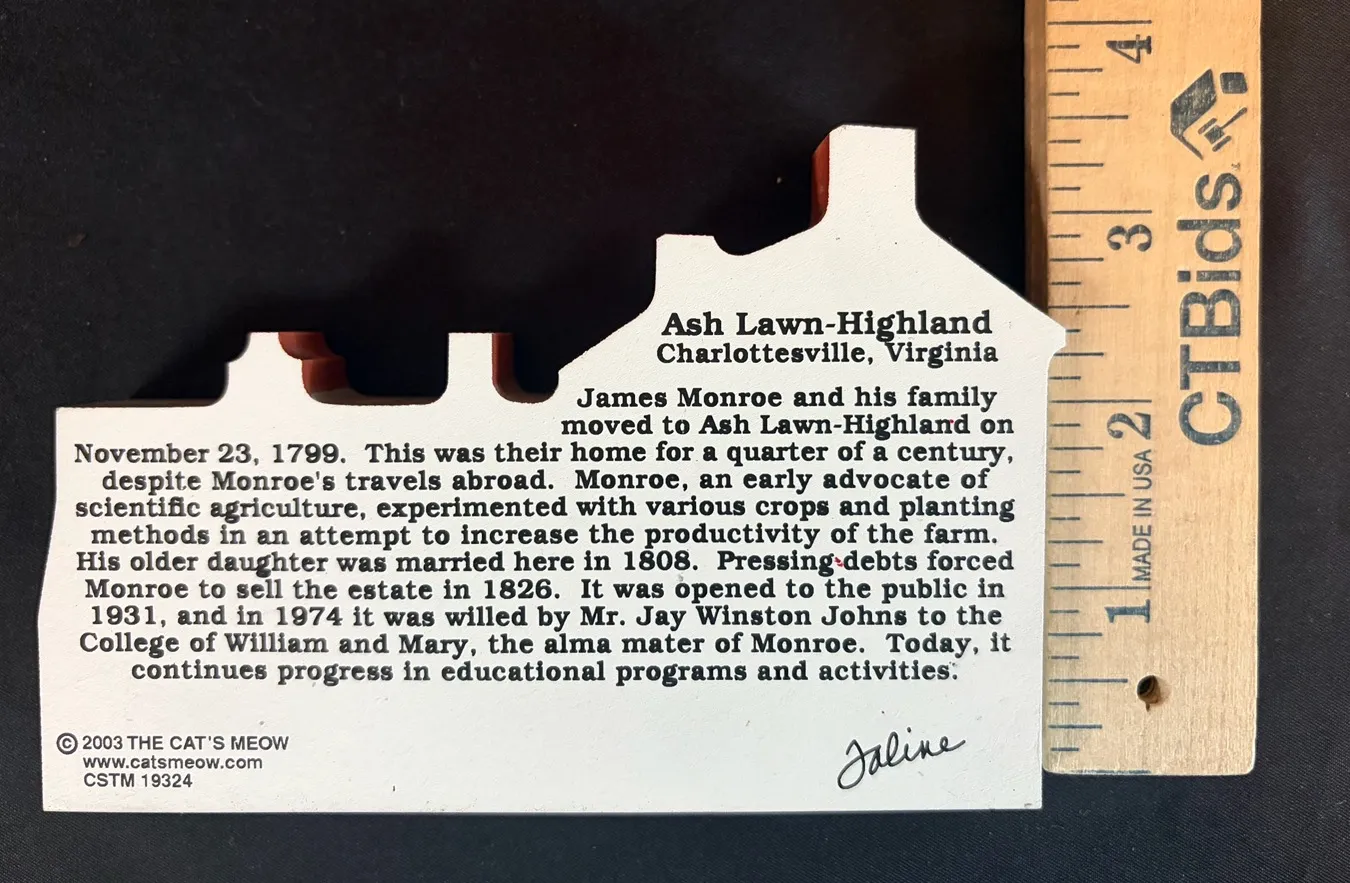 Ash Lawn-Highland
Charlottesville, Virginia
James Monroe and his family
moved to Ash Lawn-Highland on
November 23, 1799. This was their home for a quarter of a century,
despite Monroe's travels abroad. Monroe, an early advocate of
scientific agriculture, experimented with various crops and planting
methods in an attempt to increase the productivity of the farm.
His older daughter was married here in 1808. Pressing debts forced
Monroe to sell the estate in 1826. It was opened to the public in
1931, and in 1974 it was willed by Mr. Jay Winston Johns to the
College of William and Mary, the alma mater of Monroe. Today, it
continues progress in educational programs and activities.
© 2003 THE CAT'S MEOW
www.catsmeow.com
CSTM 19324
Jaline
1 MADE IN USA 2 3 4
CTBids